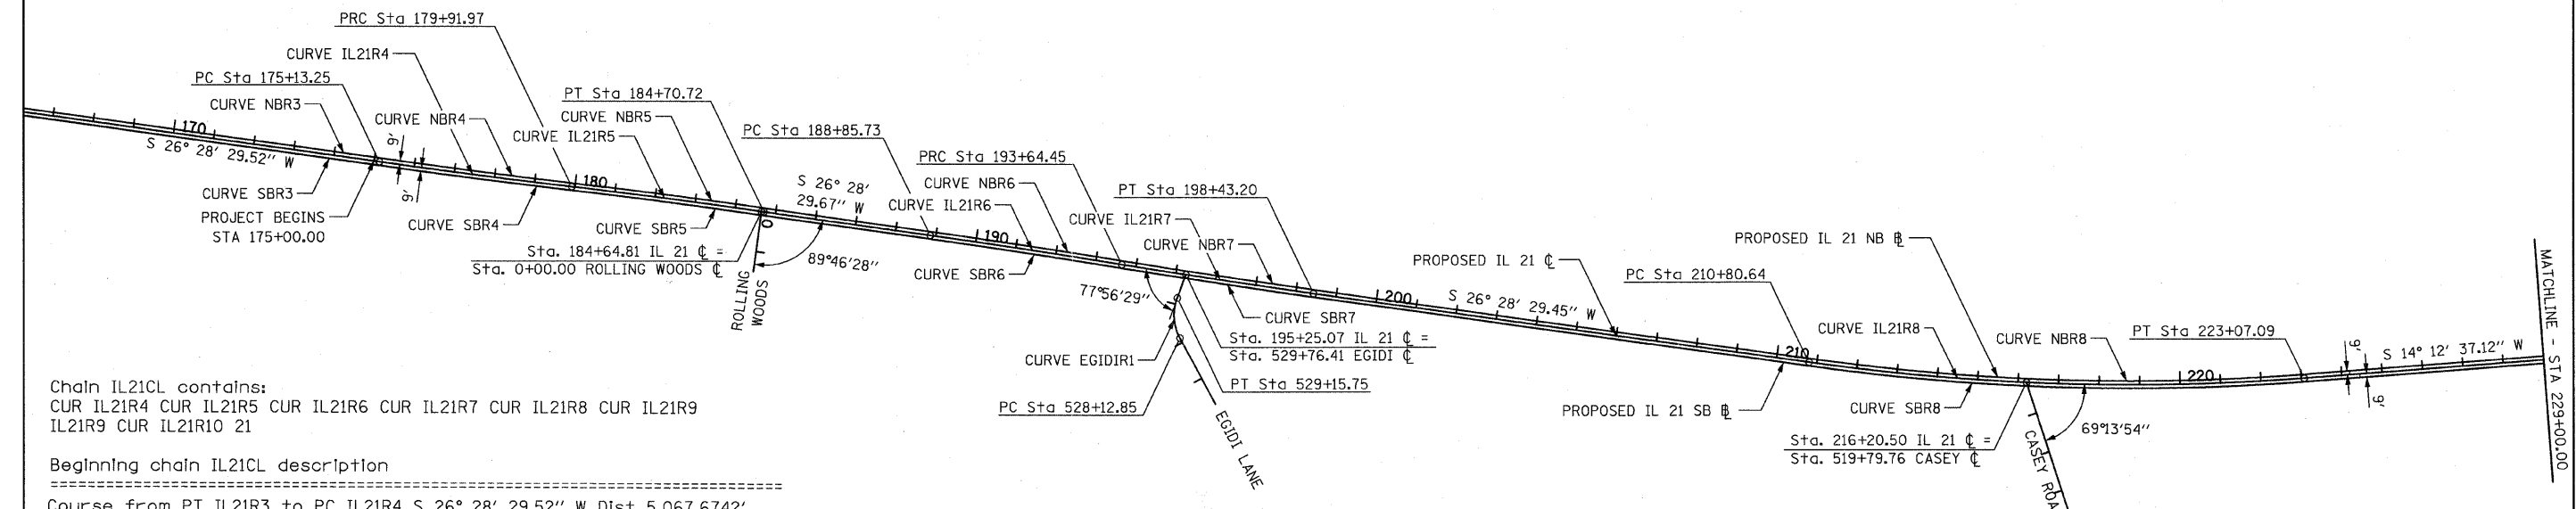 PRC Sta 179+91.97
CURVE IL21R4
PC Sta 175+13.25
CURVE NBR3
CURVE NBR4
PT Sta 184+70.72
CURVE NBR5
CURVE IL21R5
170
S 26° 28' 29.52" W
9'
9'
CURVE SBR3
PROJECT BEGINS
STA 175+00.00
CURVE SBR4
180
CURVE SBR5
Sta. 184+64.81 IL 21 ℄ =
Sta. 0+00.00 ROLLING WOODS ℄
0
ROLLING
WOODS
89°46'28"
PC Sta 188+85.73
S 26° 28'
29.67" W
PRC Sta 193+64.45
CURVE NBR6
CURVE IL21R6
190
CURVE SBR6
PT Sta 198+43.20
CURVE IL21R7
CURVE NBR7
77°56'29"
CURVE SBR7
Sta. 195+25.07 IL 21 ℄ =
Sta. 529+76.41 EGIDI ℄
CURVE EGIDIR1
PT Sta 529+15.75
PC Sta 528+12.85
EGIDI LANE
200
S 26° 28' 29.45" W
PROPOSED IL 21 ℄
PC Sta 210+80.64
PROPOSED IL 21 NB BL
210
CURVE IL21R8
CURVE NBR8
PT Sta 223+07.09
PROPOSED IL 21 SB BL
CURVE SBR8
220
Sta. 216+20.50 IL 21 ℄ =
Sta. 519+79.76 CASEY ℄
69°13'54"
CASEY ROA
9'
9'
S 14° 12' 37.12" W
MATCHLINE - STA 229+00.00
Chain IL21CL contains:
CUR IL21R4 CUR IL21R5 CUR IL21R6 CUR IL21R7 CUR IL21R8 CUR IL21R9
IL21R9 CUR IL21R10 21
Beginning chain IL21CL description
==========================================================================
Course from PT IL21R3 to PC IL21R4 S 26° 28' 29.52" W Dist 5,067.6742'